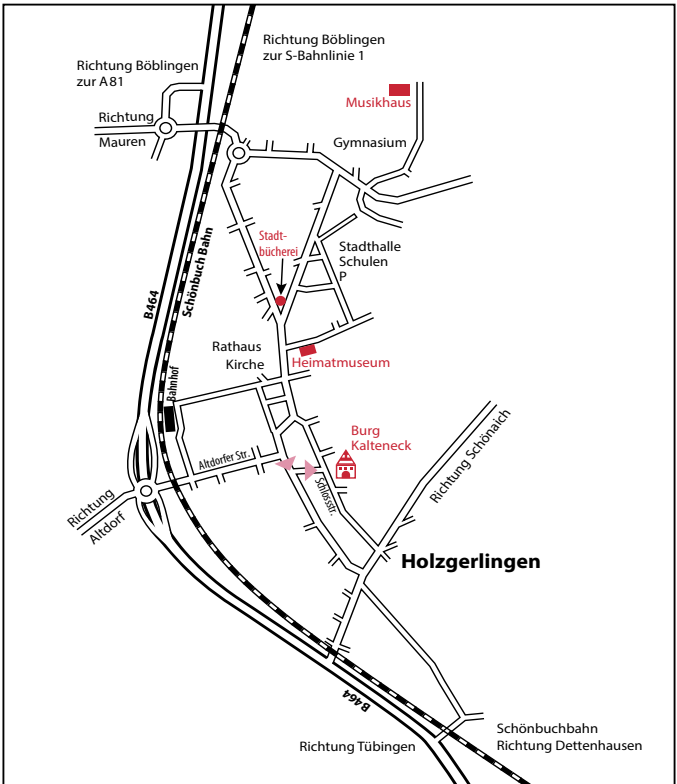 Richtung Böblingen
zur S-Bahnlinie 1
Richtung Böblingen
zur A 81
Musikhaus
Richtung
Mauren
Gymnasium
Stadt-
bücherei
Stadthalle
Schulen
P
Schönbuch Bahn
B464
Rathaus
Kirche
Heimatmuseum
Bahnhof
Burg
Kalteneck
Richtung Schönaich
Altdorfer Str.
Schlossstr.
Richtung
Altdorf
Holzgerlingen
B464
Schönbuchbahn
Richtung Dettenhausen
Richtung Tübingen